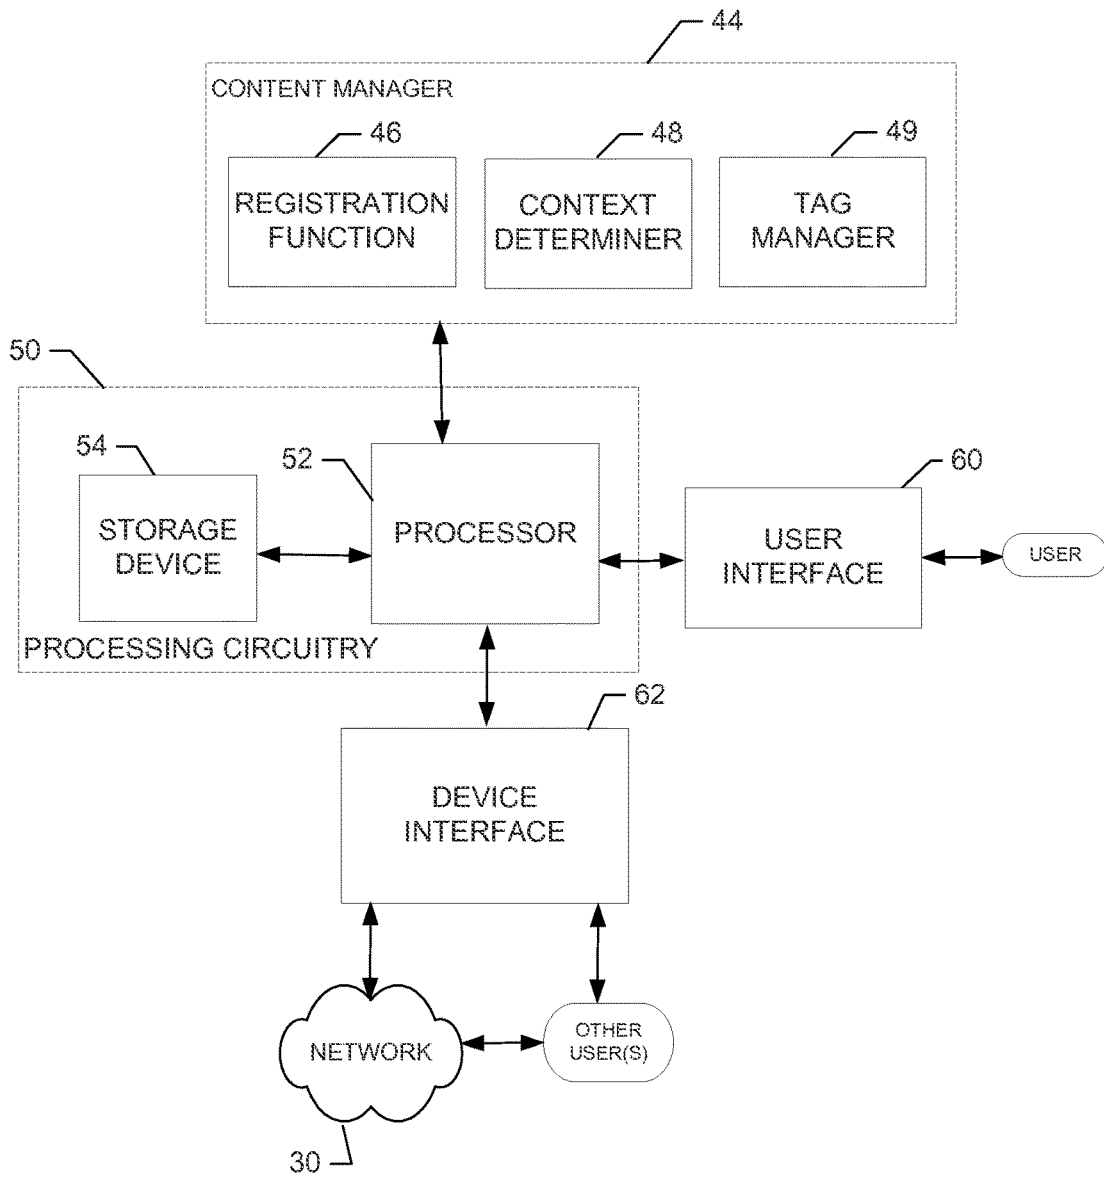 44
CONTENT MANAGER
46
48
49
REGISTRATION
FUNCTION
CONTEXT
DETERMINER
TAG
MANAGER
50
54
52
60
STORAGE
DEVICE
PROCESSOR
USER
INTERFACE
USER
PROCESSING CIRCUITRY
62
DEVICE
INTERFACE
NETWORK
OTHER
USER(S)
30